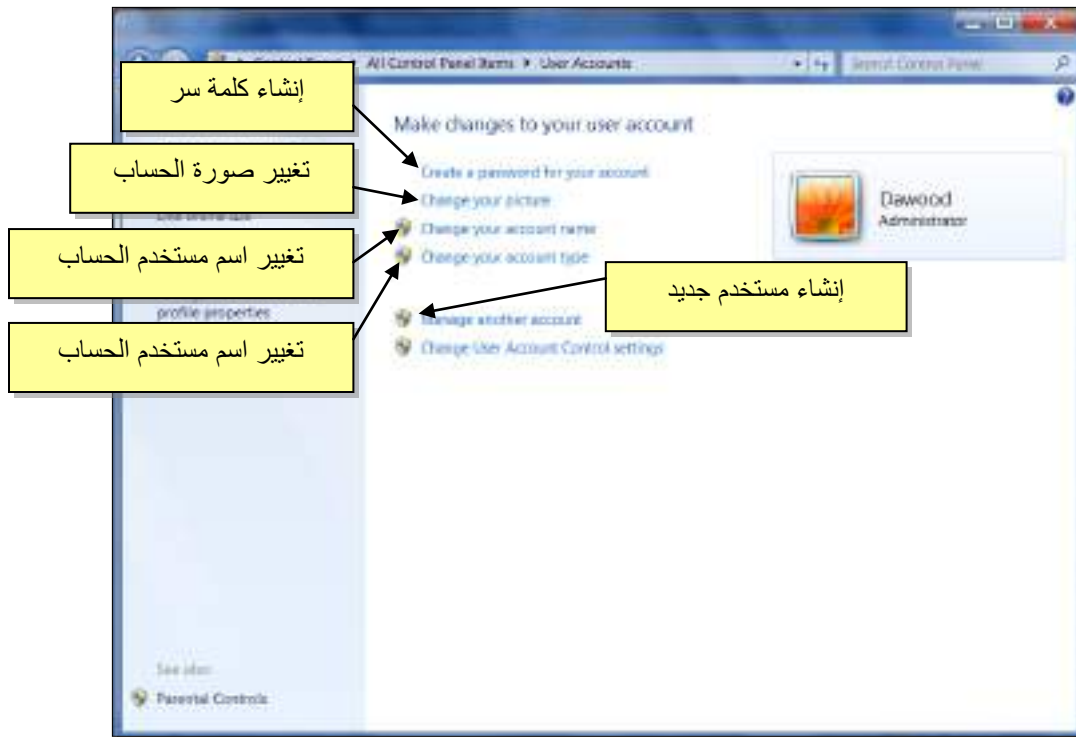 All Control Panel Items ▸ User Accounts
Search Control Panel
إنشاء كلمة سر
Make changes to your user account
تغيير صورة الحساب
Create a password for your account
Change your picture
Change your account name
Change your account type
Dawood
Administrator
تغيير اسم مستخدم الحساب
إنشاء مستخدم جديد
profile properties
Manage another account
تغيير اسم مستخدم الحساب
Change User Account Control settings
See also
Parental Controls